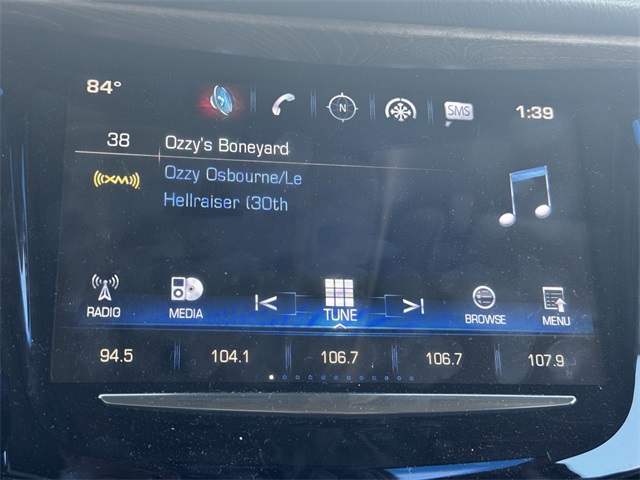 84°
N
SMS
1:39
38 Ozzy's Boneyard
((XM))
Ozzy Osbourne/Le
Hellraiser (30th
RADIO MEDIA TUNE BROWSE MENU
94.5 104.1 106.7 106.7 107.9